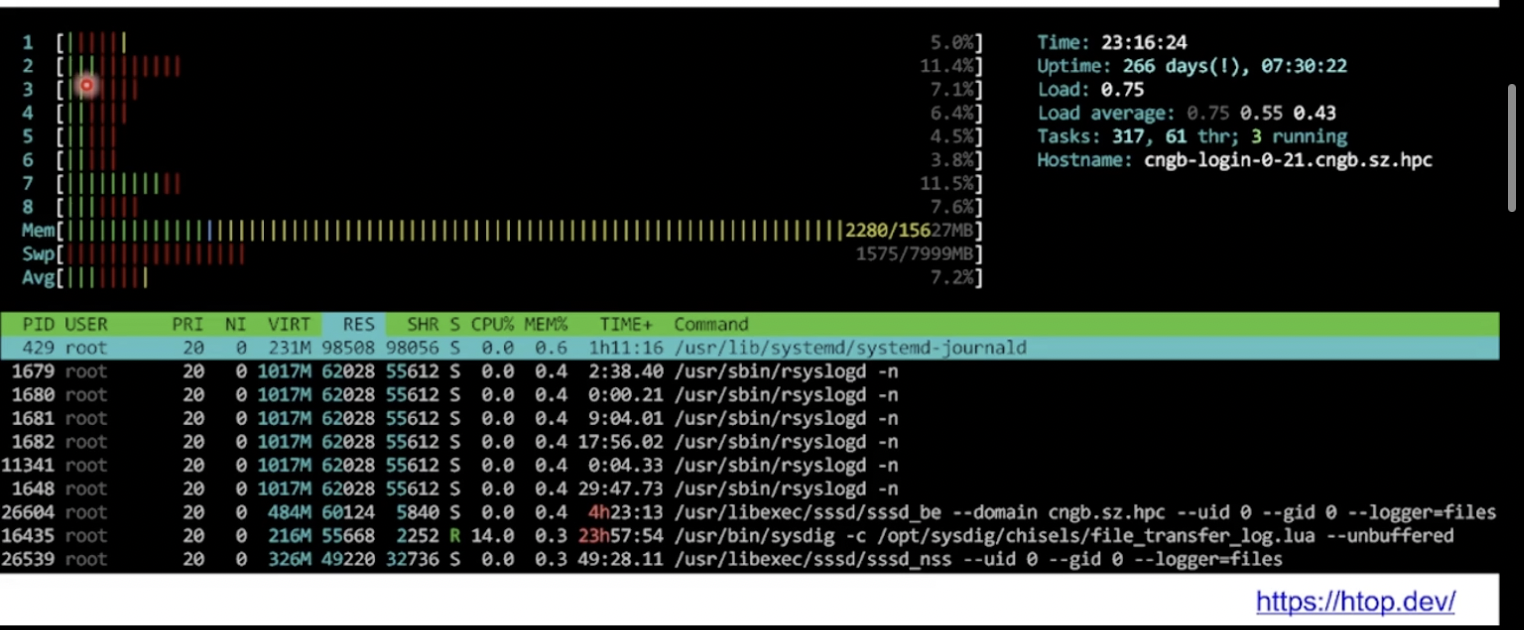 1 [||||||| 5.0%] Time: 23:16:24
2 [|||||||||||| 11.4%] Uptime: 266 days(!), 07:30:22
3 [|||||||| 7.1%] Load: 0.75
4 [||||||| 6.4%] Load average: 0.75 0.55 0.43
5 [|||||| 4.5%] Tasks: 317, 61 thr; 3 running
6 [|||||| 3.8%] Hostname: cngb-login-0-21.cngb.sz.hpc
7 [|||||||||||| 11.5%]
8 [|||||||| 7.6%]
Mem[||||||||||||||||||||||||||||||||||||||||||||||||||||||||||||||||||||||||||2280/15627MB]
Swp[|||||||||||||||||| 1575/7999MB]
Avg[||||||||| 7.2%]
PID USER PRI NI VIRT RES SHR S CPU% MEM% TIME+ Command
429 root 20 0 231M 98508 98056 S 0.0 0.6 1h11:16 /usr/lib/systemd/systemd-journald
1679 root 20 0 1017M 62028 55612 S 0.0 0.4 2:38.40 /usr/sbin/rsyslogd -n
1680 root 20 0 1017M 62028 55612 S 0.0 0.4 0:00.21 /usr/sbin/rsyslogd -n
1681 root 20 0 1017M 62028 55612 S 0.0 0.4 9:04.01 /usr/sbin/rsyslogd -n
1682 root 20 0 1017M 62028 55612 S 0.0 0.4 17:56.02 /usr/sbin/rsyslogd -n
11341 root 20 0 1017M 62028 55612 S 0.0 0.4 0:04.33 /usr/sbin/rsyslogd -n
1648 root 20 0 1017M 62028 55612 S 0.0 0.4 29:47.73 /usr/sbin/rsyslogd -n
26604 root 20 0 484M 60124 5840 S 0.0 0.4 4h23:13 /usr/libexec/sssd/sssd_be --domain cngb.sz.hpc --uid 0 --gid 0 --logger=files
16435 root 20 0 216M 55668 2252 R 14.0 0.3 23h57:54 /usr/bin/sysdig -c /opt/sysdig/chisels/file_transfer_log.lua --unbuffered
26539 root 20 0 326M 49220 32736 S 0.0 0.3 49:28.11 /usr/libexec/sssd/sssd_nss --uid 0 --gid 0 --logger=files
https://htop.dev/